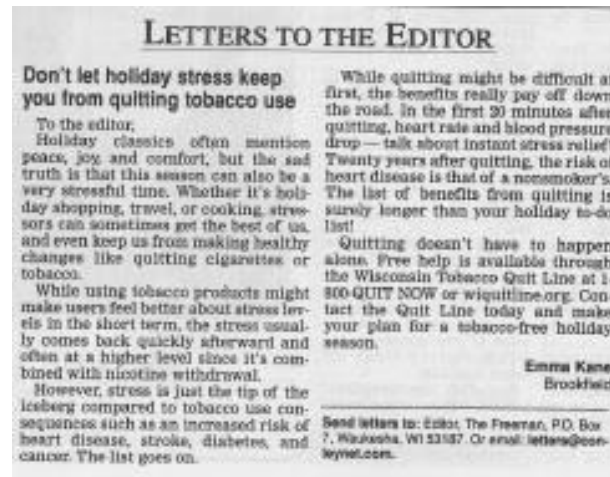 LETTERS TO THE EDITOR
Don't let holiday stress keep
you from quitting tobacco use
To the editor,
Holiday classics often mention
peace, joy, and comfort, but the sad
truth is that this season can also be a
very stressful time. Whether it's holi-
day shopping, travel, or cooking, stres-
sors can sometimes get the best of us,
and even keep us from making healthy
changes like quitting cigarettes or
tobacco.
While using tobacco products might
make users feel better about stress lev-
els in the short term, the stress usual-
ly comes back quickly afterward and
often at a higher level since it's com-
bined with nicotine withdrawal.
However, stress is just the tip of the
iceberg compared to tobacco use con-
sequences such as an increased risk of
heart disease, stroke, diabetes, and
cancer. The list goes on.
While quitting might be difficult at
first, the benefits really pay off down
the road. In the first 20 minutes after
quitting, heart rate and blood pressure
drop — talk about instant stress relief!
Twenty years after quitting, the risk of
heart disease is that of a nonsmoker's.
The list of benefits from quitting is
surely longer than your holiday to-do
list!
Quitting doesn't have to happen
alone. Free help is available through
the Wisconsin Tobacco Quit Line at 1-
800-QUIT NOW or wiquitline.org. Con-
tact the Quit Line today and make
your plan for a tobacco-free holiday
season.
Emma Kane
Brookfield
Send letters to: Editor, The Freeman, P.O. Box
7, Waukesha, WI 53187. Or email: letters@con-
leynet.com.